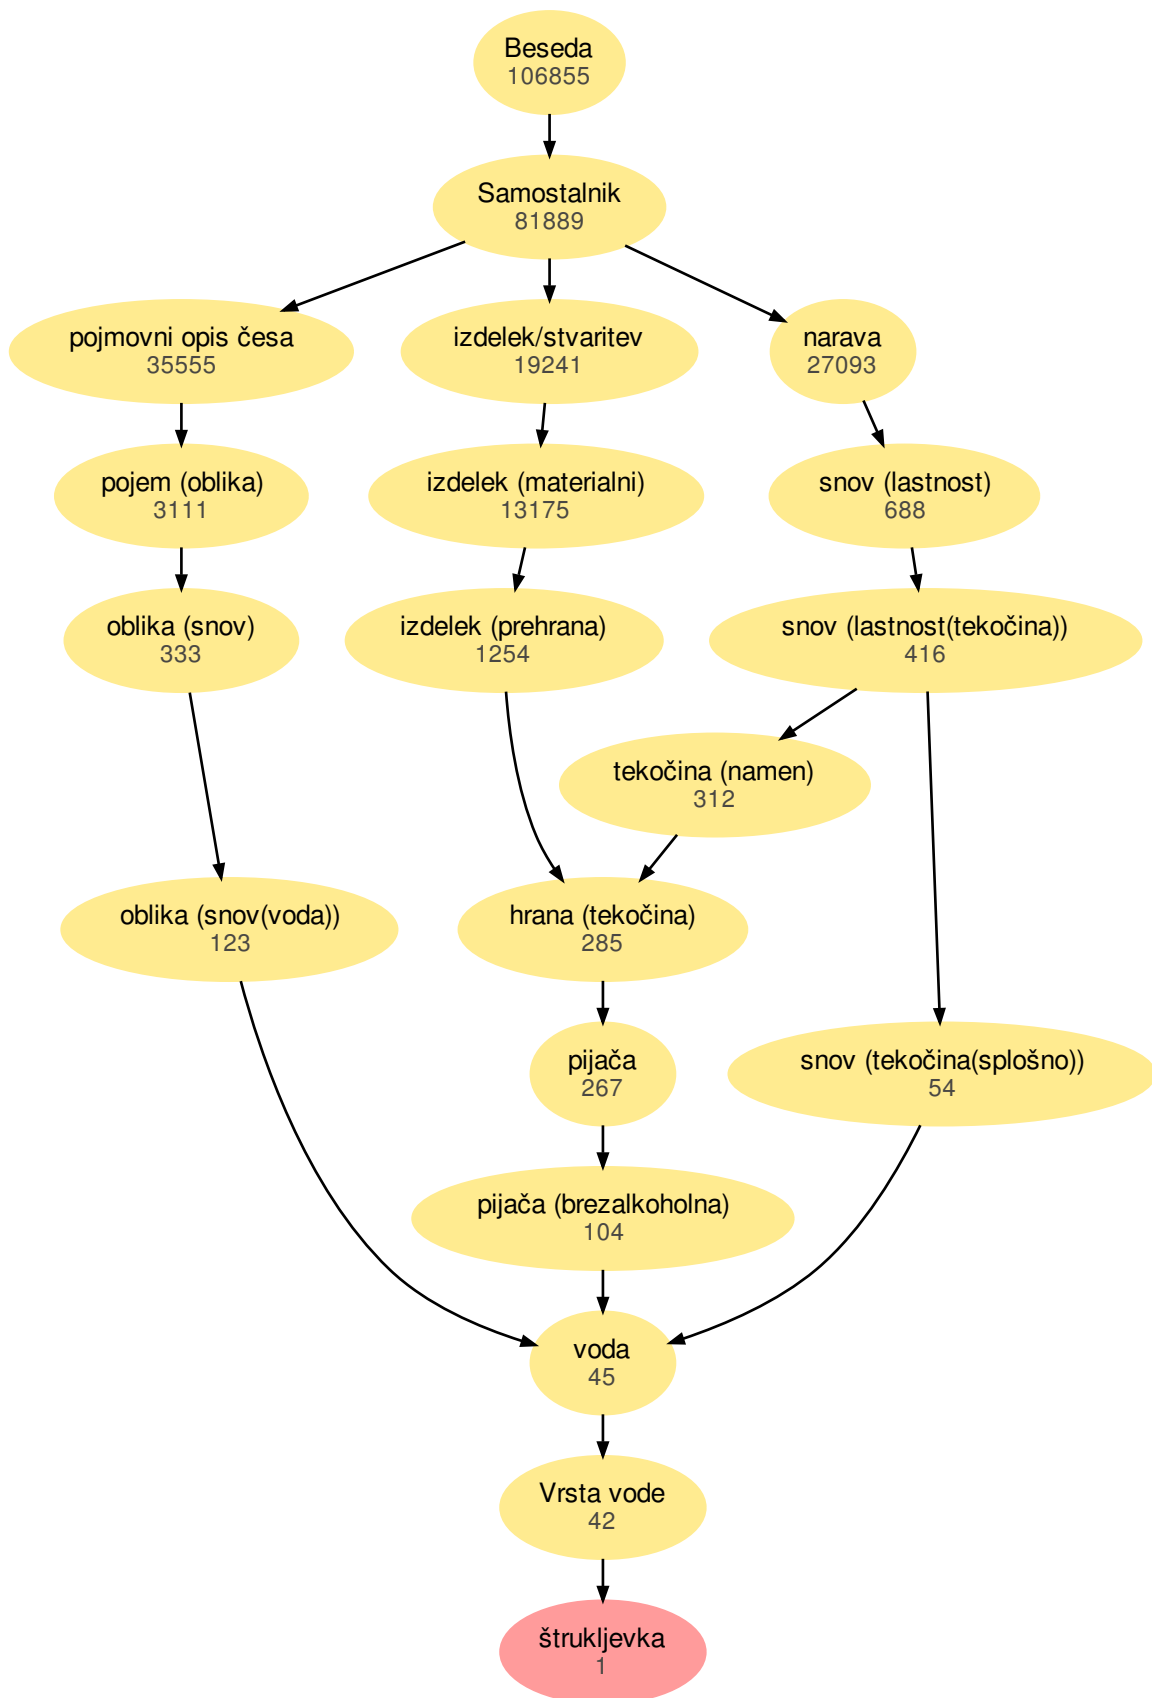 Beseda
106855
Samostalnik
81889
pojmovni opis česa
35555
izdelek/stvaritev
19241
narava
27093
pojem (oblika)
3111
izdelek (materialni)
13175
snov (lastnost)
688
oblika (snov)
333
izdelek (prehrana)
1254
snov (lastnost(tekočina))
416
tekočina (namen)
312
oblika (snov(voda))
123
hrana (tekočina)
285
pijača
267
snov (tekočina(splošno))
54
pijača (brezalkoholna)
104
voda
45
Vrsta vode
42
štrukljevka
1